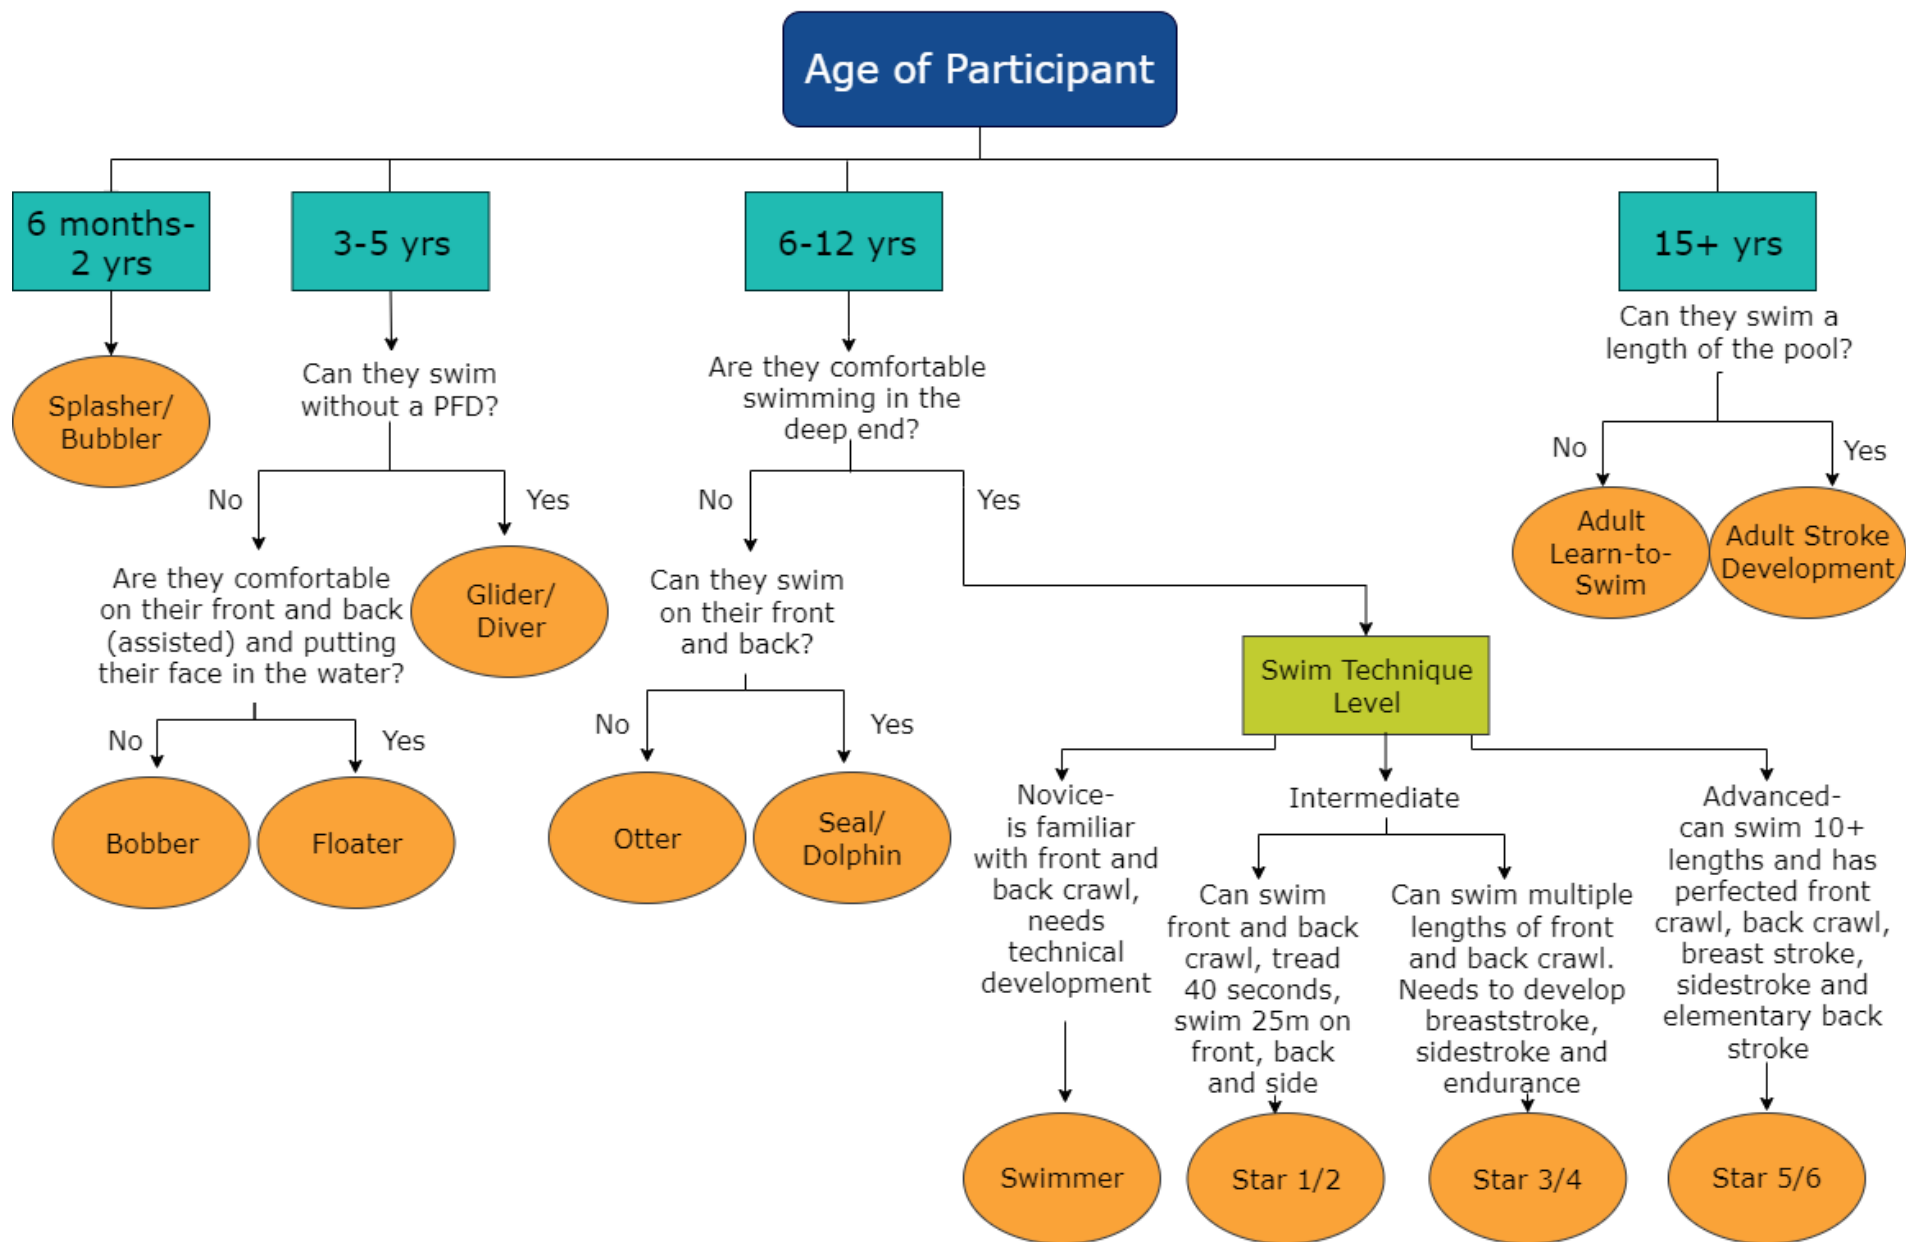 Age of Participant
6 months-
2 yrs
3-5 yrs
6-12 yrs
15+ yrs
Splasher/
Bubbler
Can they swim
without a PFD?
No
Yes
Are they comfortable
on their front and back
(assisted) and putting
their face in the water?
Glider/
Diver
No
Yes
Bobber
Floater
Are they comfortable
swimming in the
deep end?
No
Yes
Can they swim
on their front
and back?
No
Yes
Otter
Seal/
Dolphin
Swim Technique
Level
Novice-
is familiar
with front and
back crawl,
needs
technical
development
Intermediate
Can swim
front and back
crawl, tread
40 seconds,
swim 25m on
front, back
and side
Can swim multiple
lengths of front
and back crawl.
Needs to develop
breaststroke,
sidestroke and
endurance
Advanced-
can swim 10+
lengths and has
perfected front
crawl, back crawl,
breast stroke,
sidestroke and
elementary back
stroke
Swimmer
Star 1/2
Star 3/4
Star 5/6
Can they swim a
length of the pool?
No
Yes
Adult
Learn-to-
Swim
Adult Stroke
Development